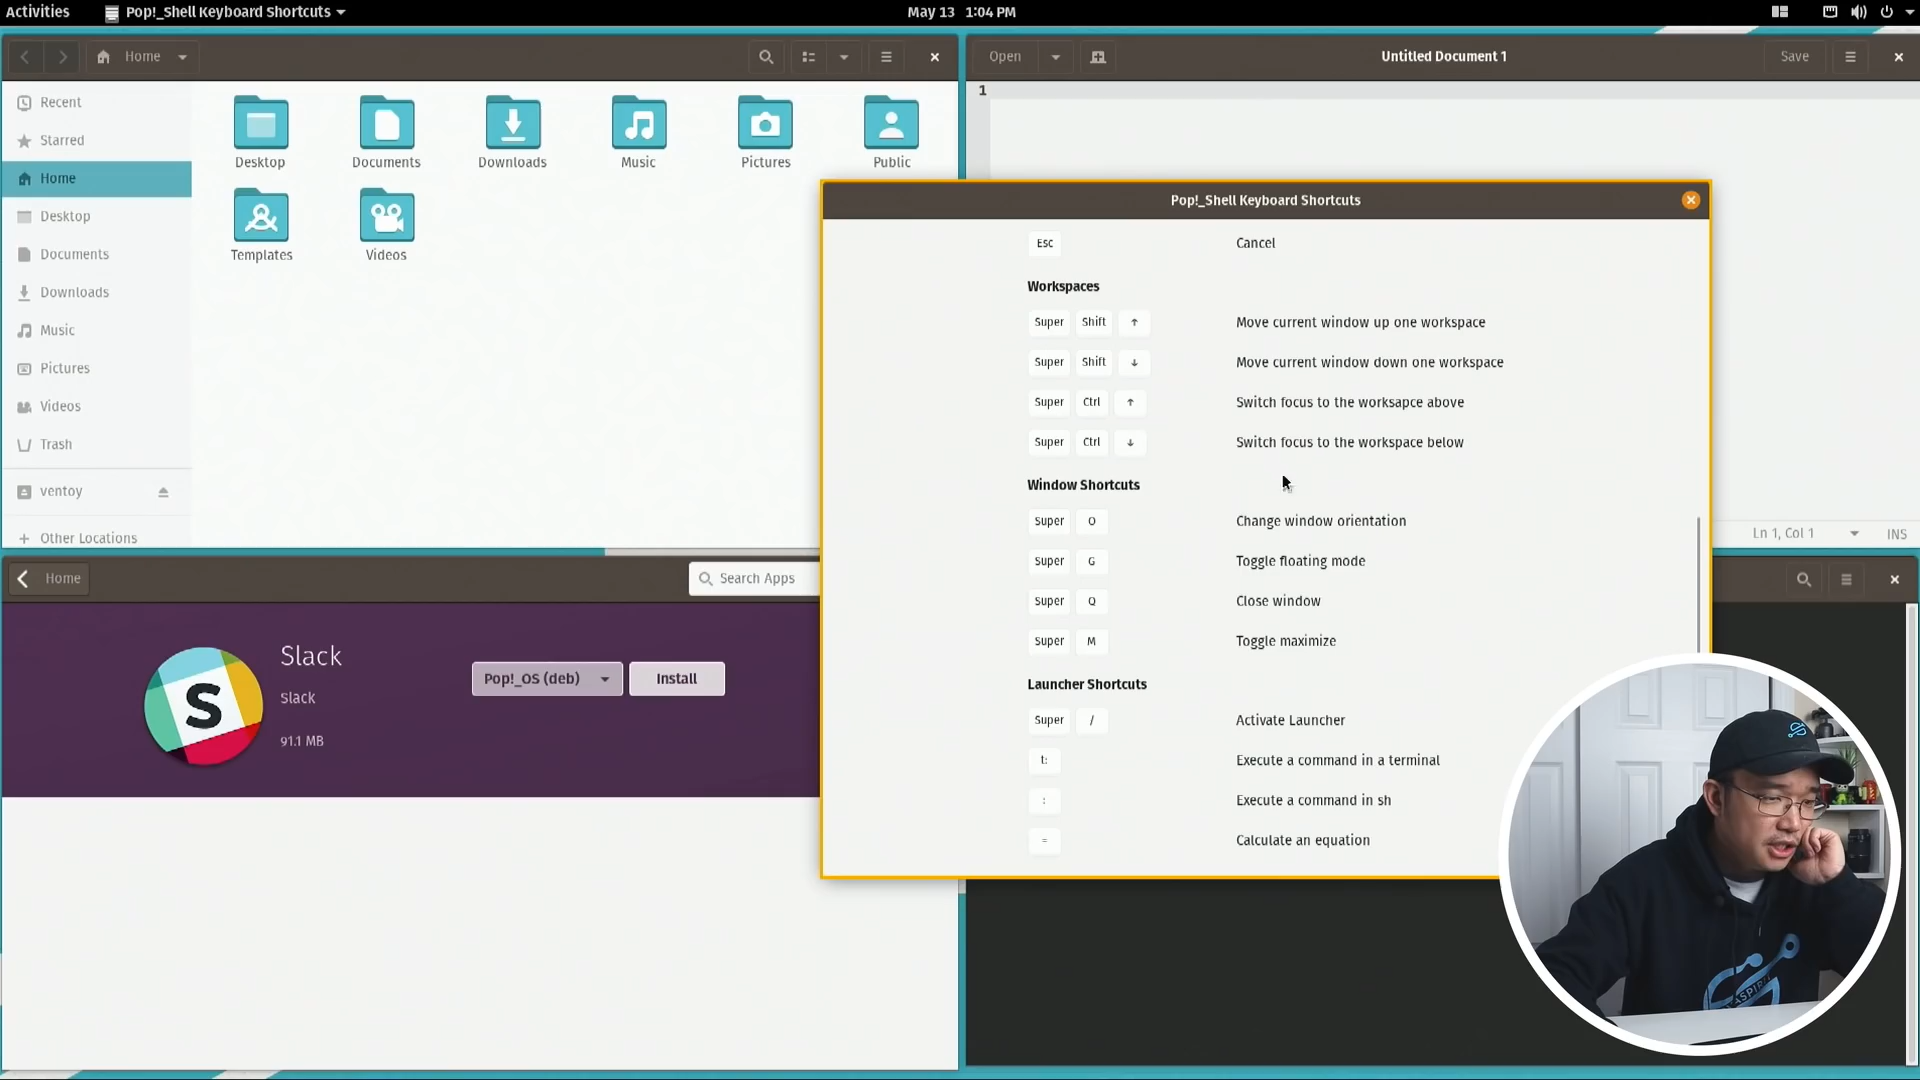 Activities
Pop!_Shell Keyboard Shortcuts
May 13 1:04 PM
Home
Recent
Starred
Home
Desktop
Documents
Downloads
Music
Pictures
Videos
Trash
ventoy
Other Locations
Desktop
Documents
Downloads
Music
Pictures
Public
Templates
Videos
Open
Untitled Document 1
Save
1
Ln 1, Col 1
INS
Pop!_Shell Keyboard Shortcuts
Esc Cancel
Workspaces
Super Shift ↑ Move current window up one workspace
Super Shift ↓ Move current window down one workspace
Super Ctrl ↑ Switch focus to the worksapce above
Super Ctrl ↓ Switch focus to the workspace below
Window Shortcuts
Super O Change window orientation
Super G Toggle floating mode
Super Q Close window
Super M Toggle maximize
Launcher Shortcuts
Super / Activate Launcher
t: Execute a command in a terminal
: Execute a command in sh
= Calculate an equation
Home
Search Apps
S
Slack
Slack
91.1 MB
Pop!_OS (deb)
Install